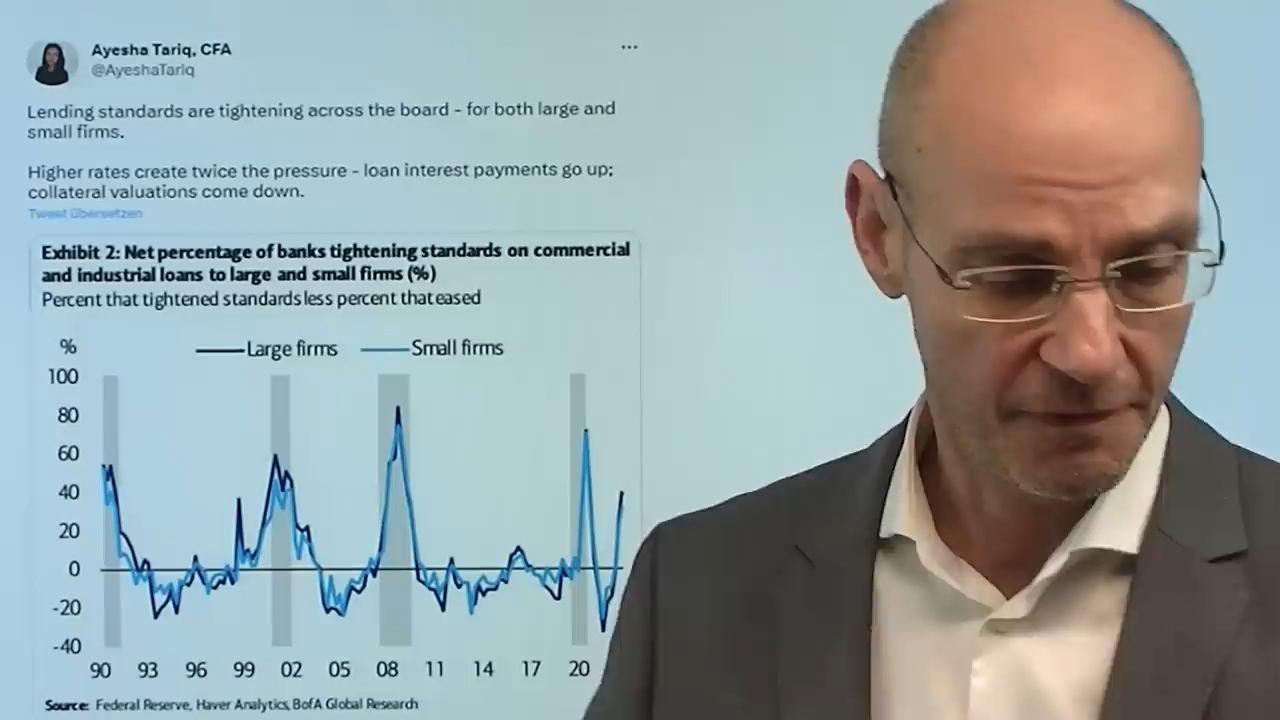 Ayesha Tariq, CFA
@AyeshaTariq
...
Lending standards are tightening across the board – for both large and
small firms.
Higher rates create twice the pressure – loan interest payments go up;
collateral valuations come down.
Tweet übersetzen
Exhibit 2: Net percentage of banks tightening standards on commercial
and industrial loans to large and small firms (%)
Percent that tightened standards less percent that eased
%
Large firms Small firms
100
80
60
40
20
0
-20
-40
90 93 96 99 02 05 08 11 14 17 20
Source: Federal Reserve, Haver Analytics, BofA Global Research